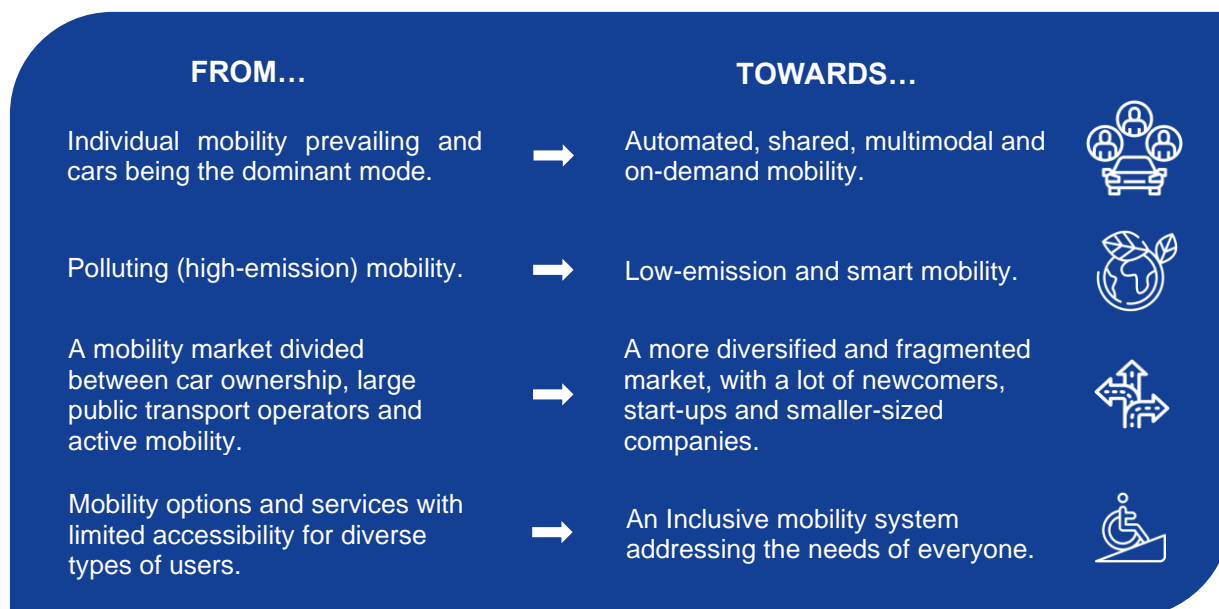 FROM…
TOWARDS…
Individual mobility prevailing and
cars being the dominant mode.
Automated, shared, multimodal and
on-demand mobility.
Polluting (high-emission) mobility.
Low-emission and smart mobility.
A mobility market divided
between car ownership, large
public transport operators and
active mobility.
A more diversified and fragmented
market, with a lot of newcomers,
start-ups and smaller-sized
companies.
Mobility options and services with
limited accessibility for diverse
types of users.
An Inclusive mobility system
addressing the needs of everyone.